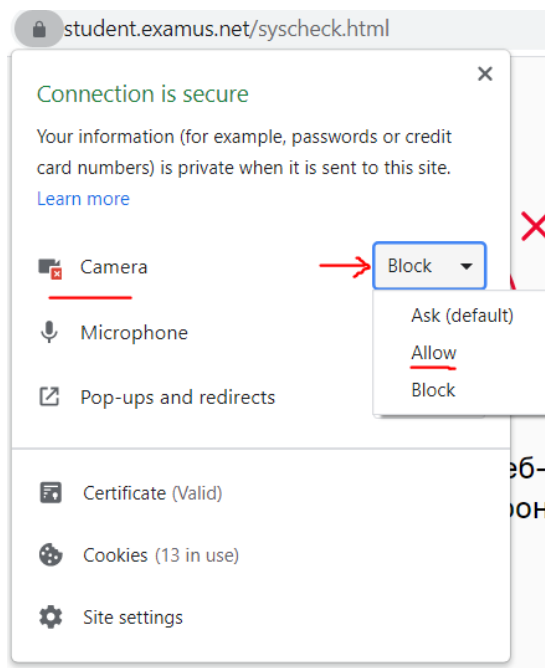 student.examus.net/syscheck.html
Connection is secure
Your information (for example, passwords or credit
card numbers) is private when it is sent to this site.
Learn more
Camera
Block
Ask (default)
Allow
Block
Microphone
Pop-ups and redirects
Certificate (Valid)
Cookies (13 in use)
Site settings